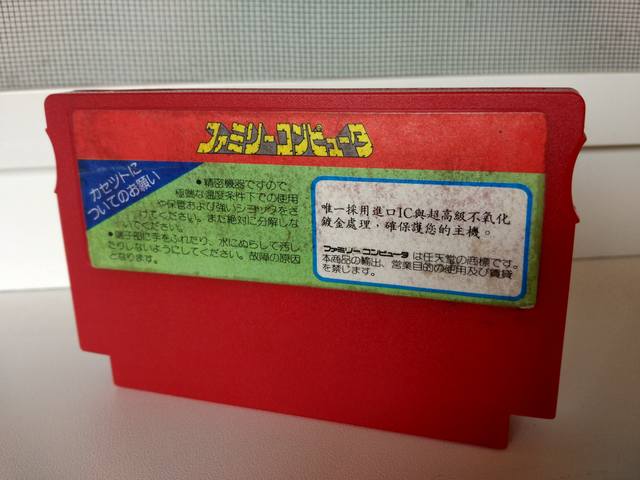 ファミリーコンピュータ
カセットに
ついてのお願い
●精密機器ですので、
極端な温度条件下での使用
や保管および強いショックをさ
けてください。また絶対に分解しな
いでください。
●端子部に手をふれたり、水にぬらして汚し
たりしないようにしてください。故障の原因
となります。
唯一採用進口IC與超高級不氧化
鍍金處理，確保護您的主機。
ファミリーコンピュータ は任天堂の商標です。
本商品の輸出、営業目的の使用及び賃貸
を禁じます。